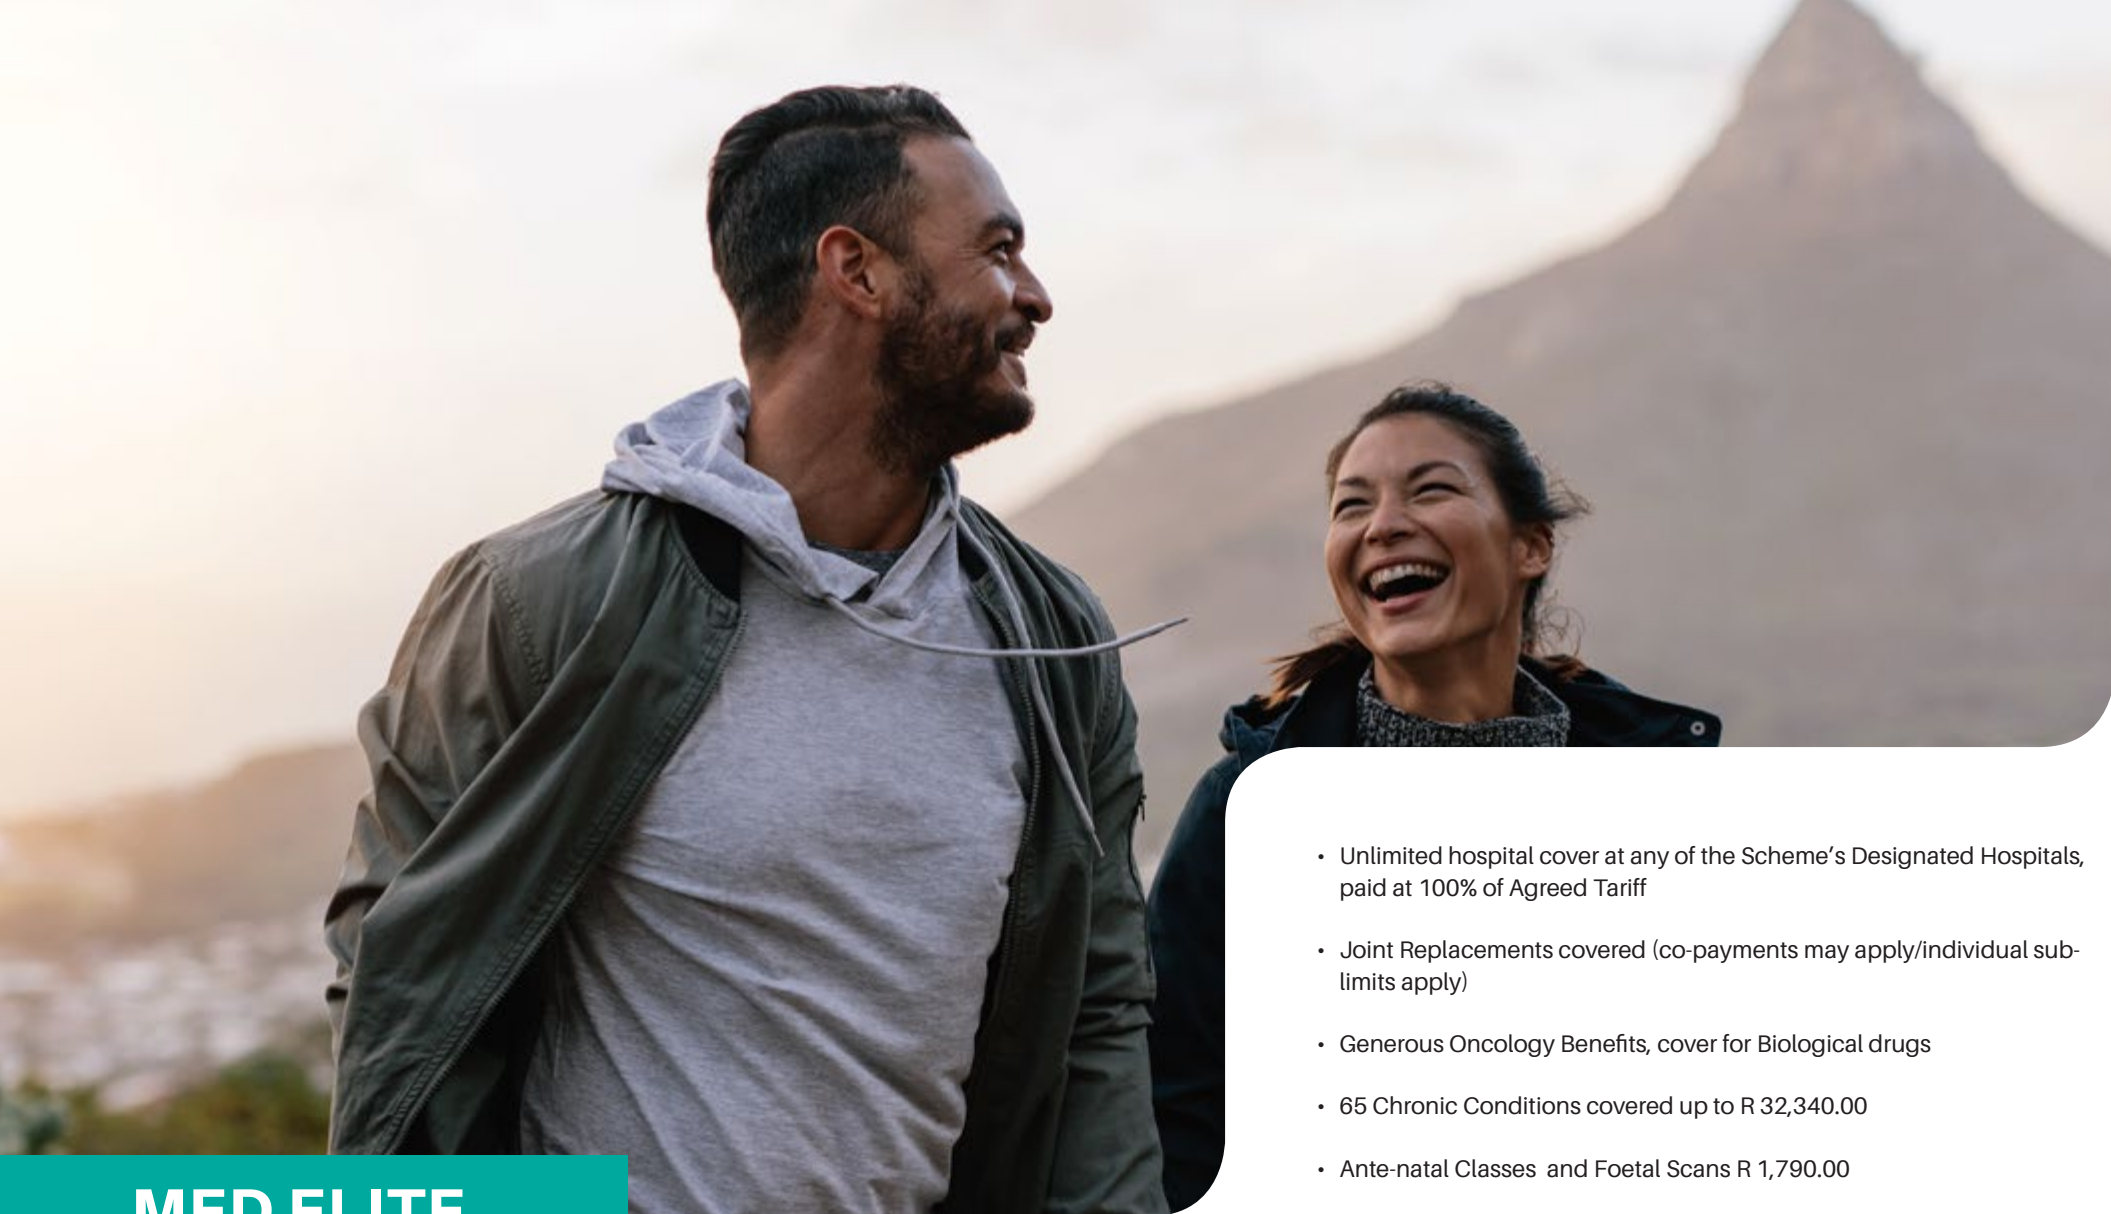 • Unlimited hospital cover at any of the Scheme’s Designated Hospitals,
paid at 100% of Agreed Tariff
• Joint Replacements covered (co-payments may apply/individual sub-
limits apply)
• Generous Oncology Benefits, cover for Biological drugs
• 65 Chronic Conditions covered up to R 32,340.00
• Ante-natal Classes  and Foetal Scans R 1,790.00
MED ELITE